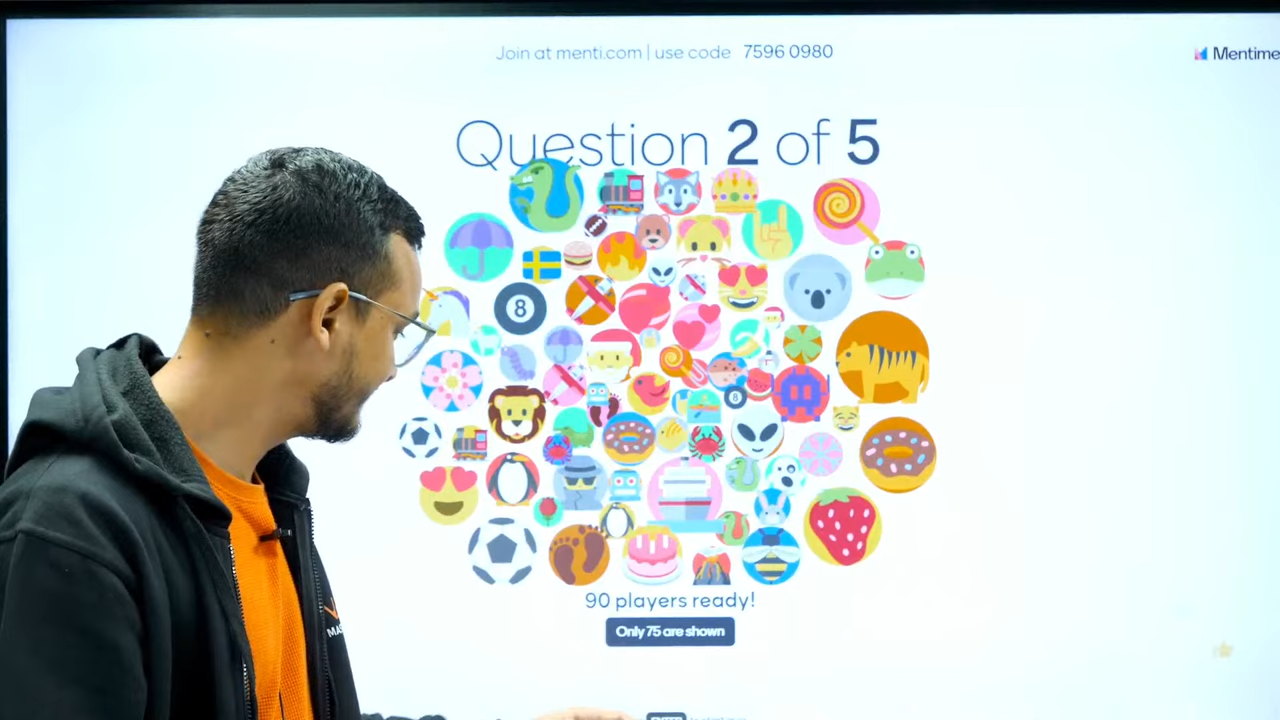 Join at menti.com | use code 7596 0980
Mentime
Question 2 of 5
8
8
90 players ready!
Only 75 are shown
MAS